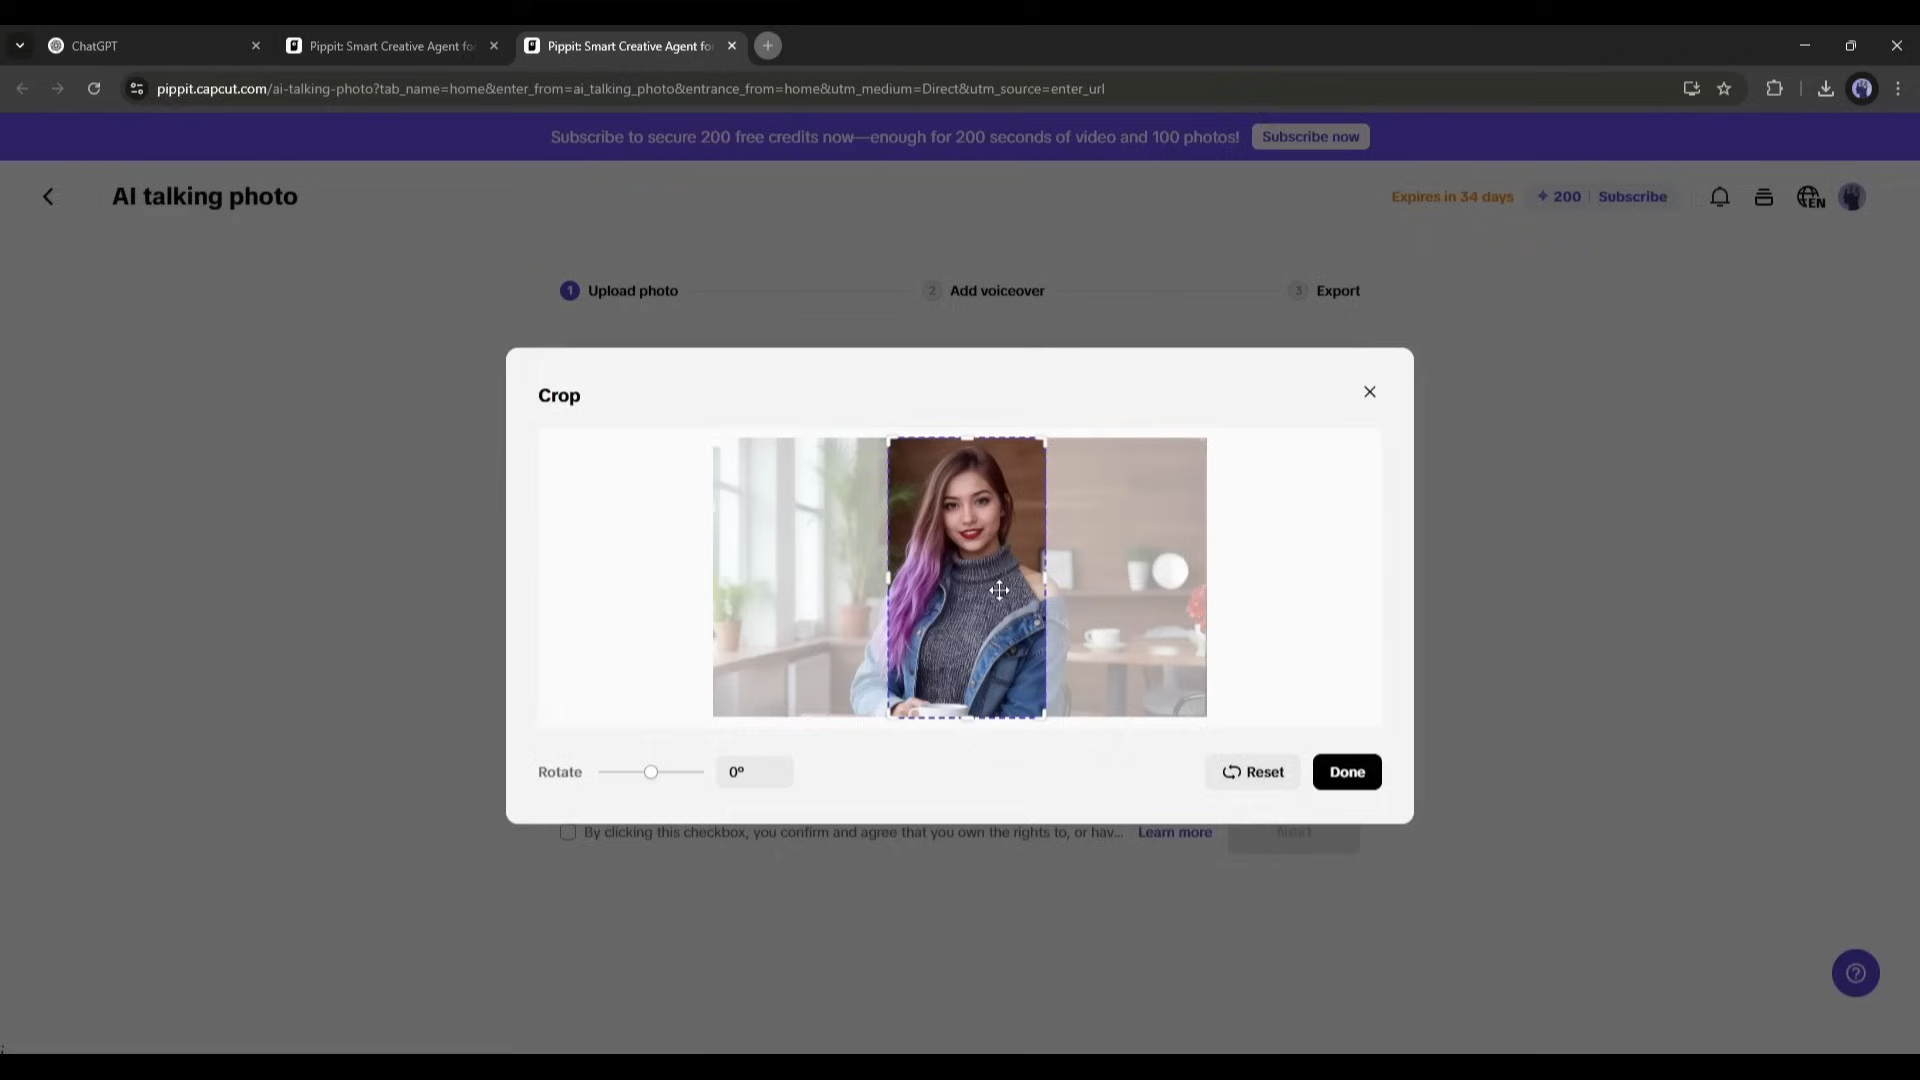 ChatGPT
Pippit: Smart Creative Agent fo
Pippit: Smart Creative Agent fo
pippit.capcut.com/ai-talking-photo?tab_name=home&enter_from=ai_talking_photo&entrance_from=home&utm_medium=Direct&utm_source=enter_url
Subscribe to secure 200 free credits now—enough for 200 seconds of video and 100 photos!
Subscribe now
AI talking photo
Expires in 34 days
200
Subscribe
EN
1 Upload photo
2 Add voiceover
3 Export
Crop
Rotate
0º
Reset
Done
By clicking this checkbox, you confirm and agree that you own the rights to, or hav...
Learn more
Next